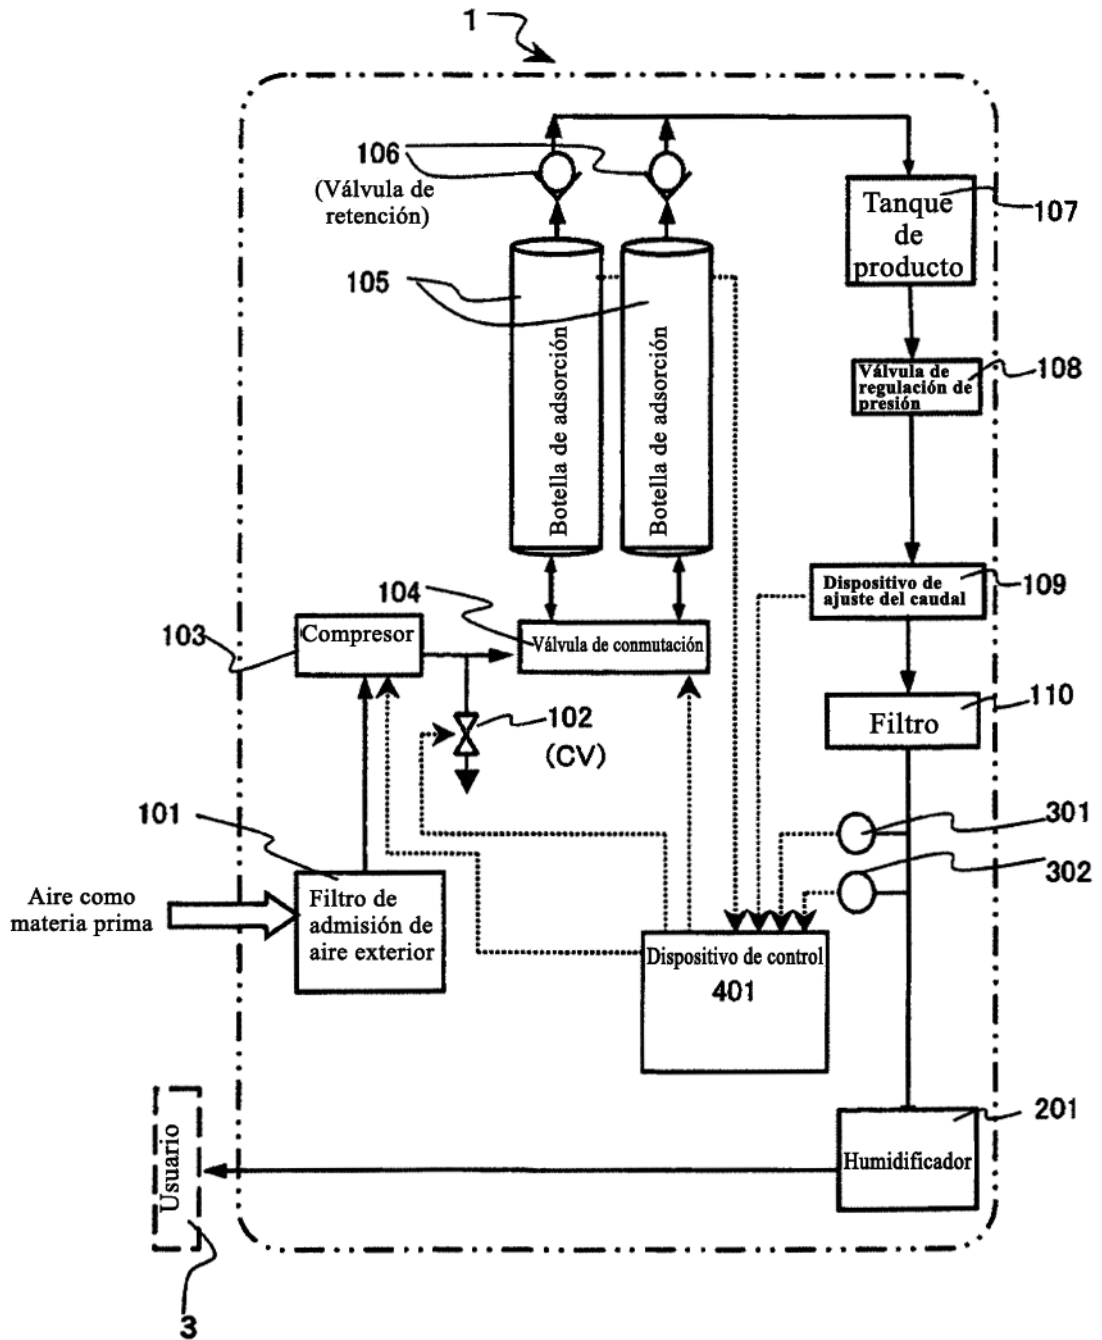 1
106
(Válvula de
retención)
Tanque
de
producto
107
105
Botella de adsorción
Botella de adsorción
Válvula de
regulación de
presión
108
104
Dispositivo de
ajuste del caudal
109
103
Compresor
Válvula de conmutación
102
(CV)
Filtro
110
101
301
302
Aire como
materia prima
Filtro de
admisión de
aire exterior
Dispositivo de control
401
201
Humidificador
Usuario
3